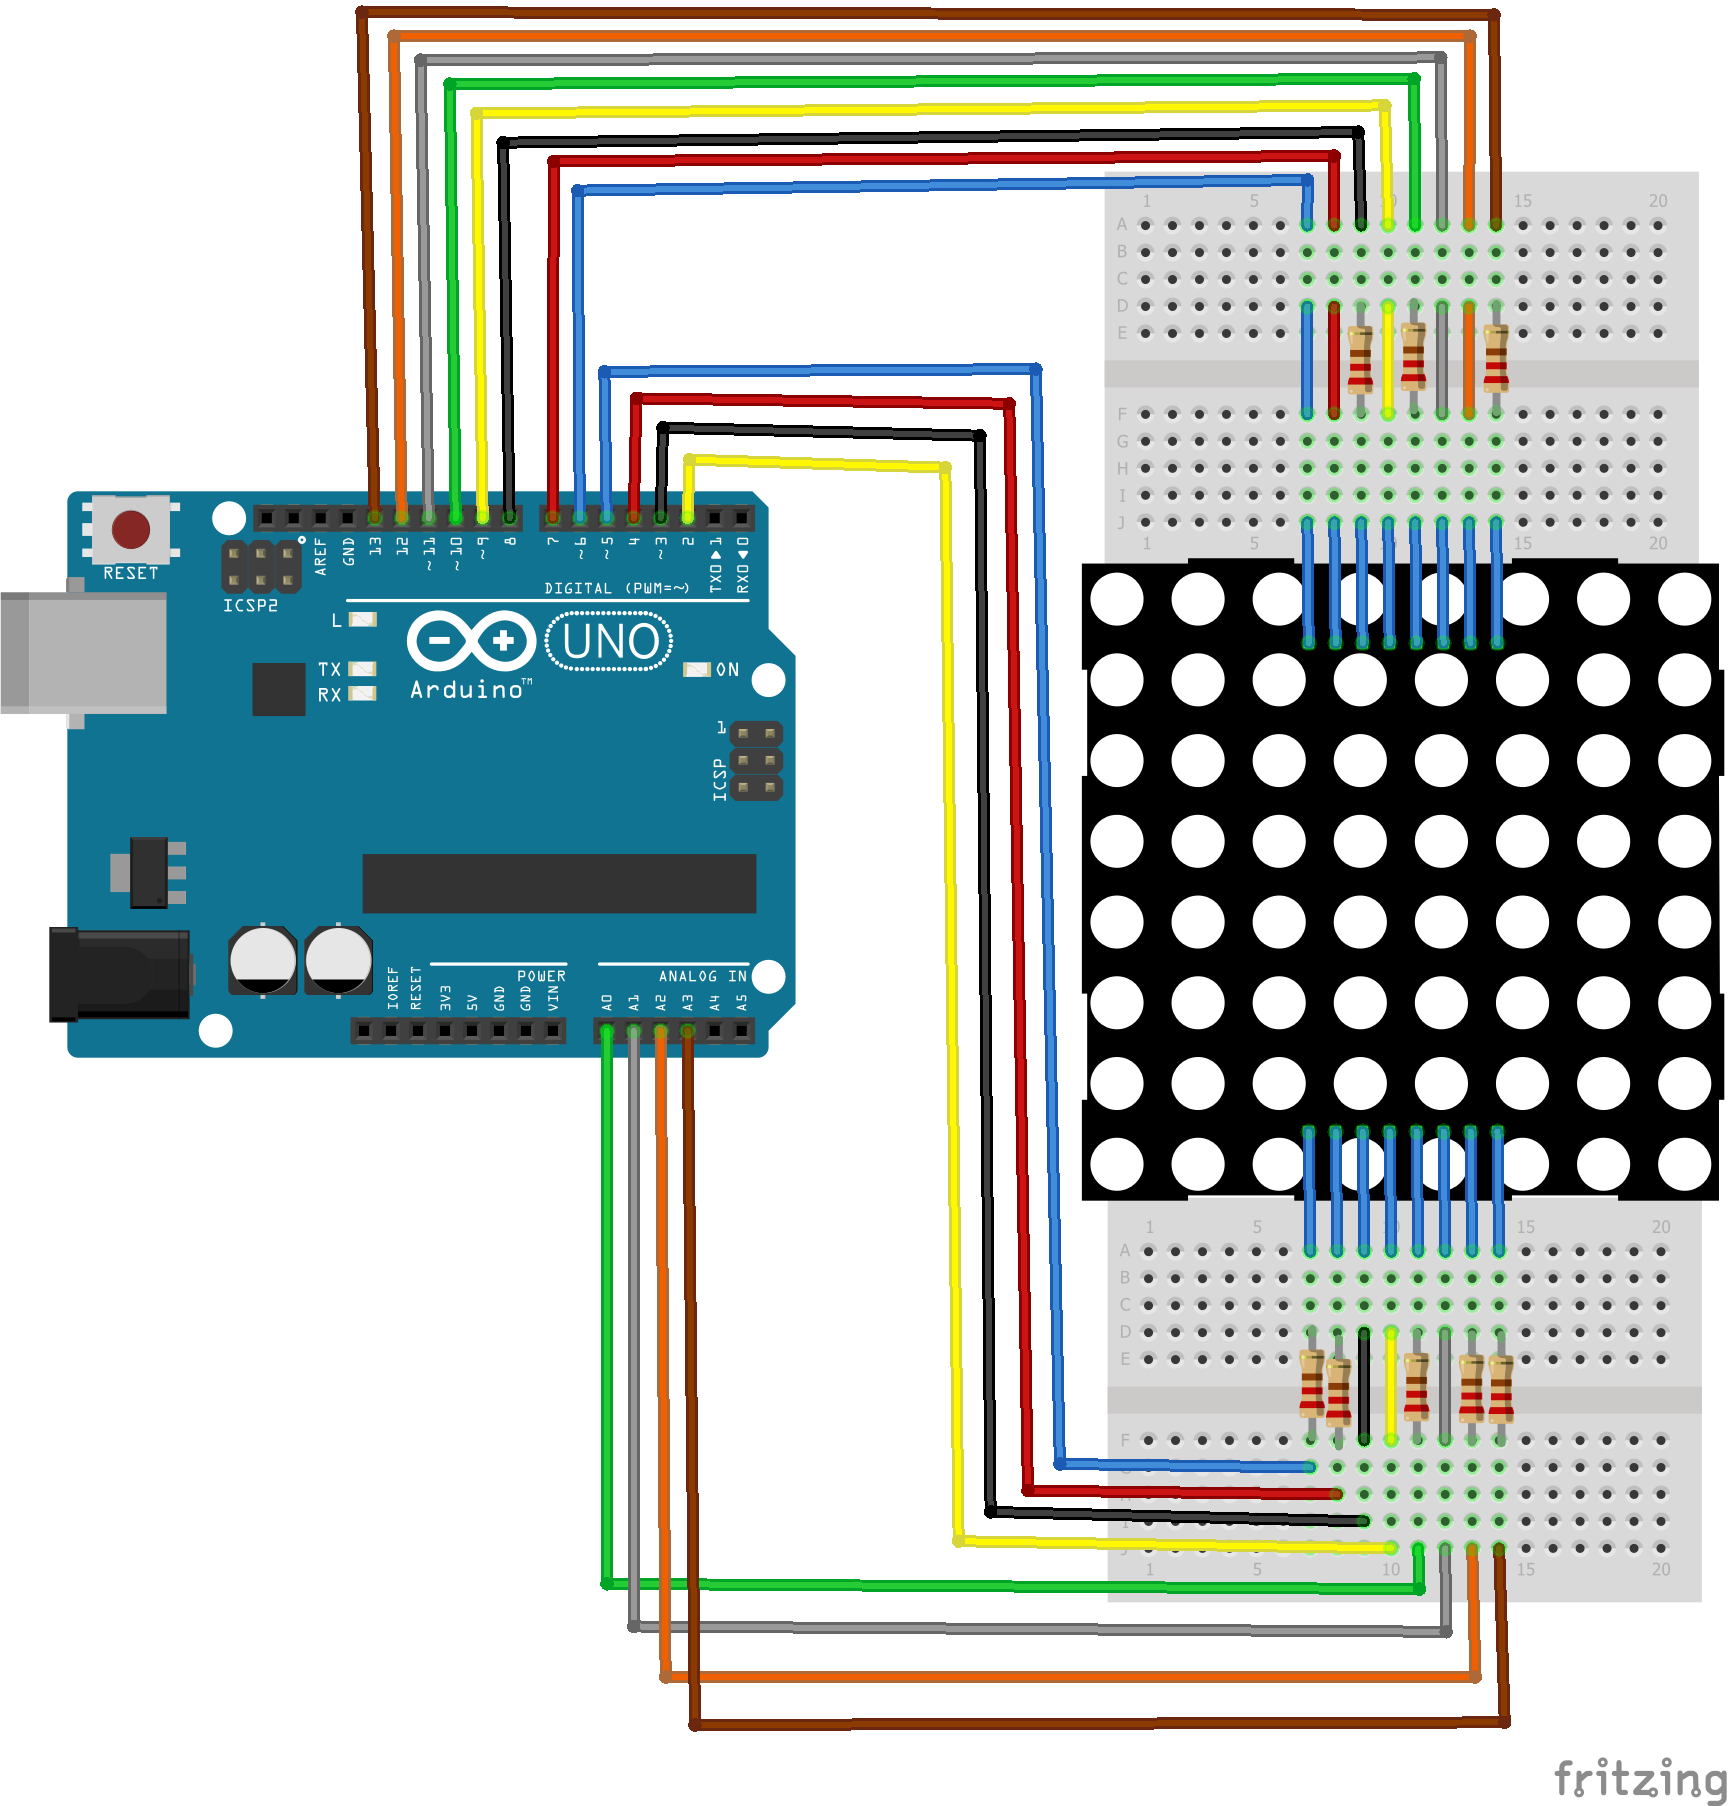 1 5 10 15 20
A
B
C
D
E
F
G
H
I
J
1 5 15 20
RESET
ICSP2
AREF
GND
13
12
~11
~10
~9
8
7
~6
~5
4
~3
2
TX0▶1
RX0◀0
DIGITAL (PWM=~)
L
TX
RX
UNO
Arduino™
ON
1
ICSP
POWER
ANALOG IN
IOREF
RESET
3V3
5V
GND
GND
VIN
A0
A1
A2
A3
A4
A5
1 5 10 15 20
A
B
C
D
E
F
1 5 10 15 20
fritzing